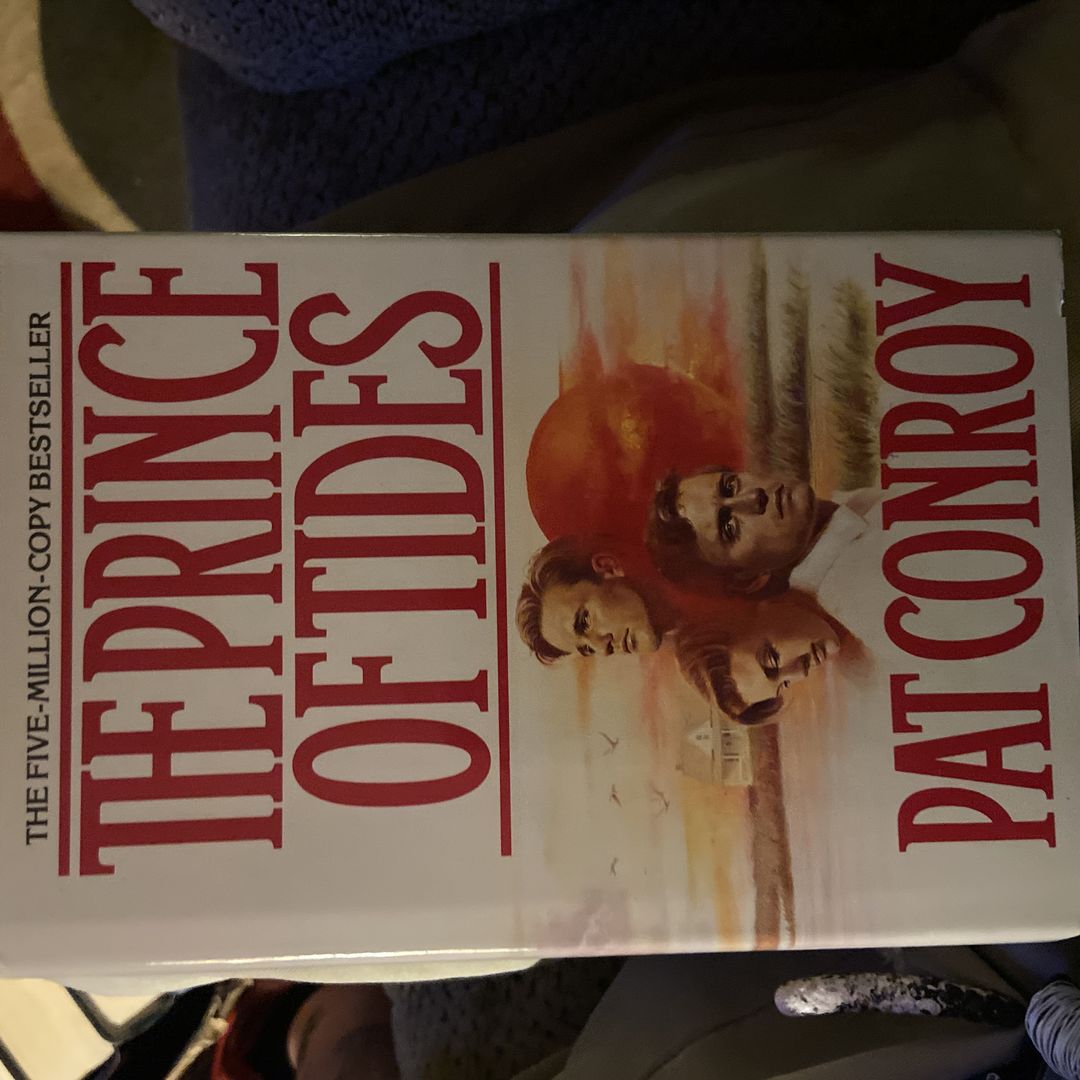 THE FIVE-MILLION-COPY BESTSELLER
THE PRINCE
OF TIDES
PAT CONROY